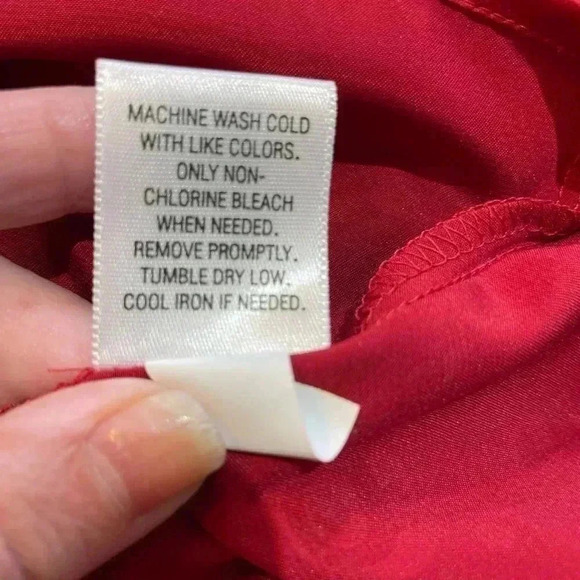 MACHINE WASH COLD
WITH LIKE COLORS.
ONLY NON-
CHLORINE BLEACH
WHEN NEEDED.
REMOVE PROMPTLY.
TUMBLE DRY LOW.
COOL IRON IF NEEDED.